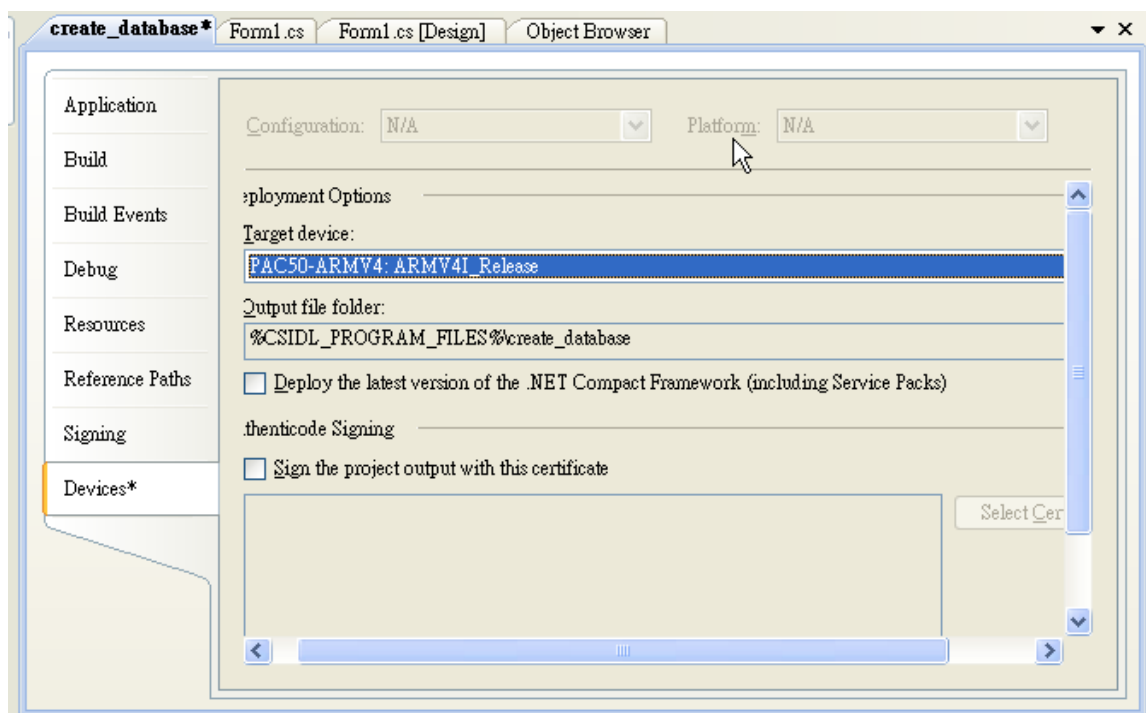 create_database* Form1.cs Form1.cs [Design] Object Browser
Application
Build
Build Events
Debug
Resources
Reference Paths
Signing
Devices*
Configuration: N/A Platform: N/A
eployment Options
Target device:
PAC50-ARMV4: ARMV4I_Release
Output file folder:
%CSIDL_PROGRAM_FILES%\create_database
Deploy the latest version of the .NET Compact Framework (including Service Packs)
thenticode Signing
Sign the project output with this certificate
Select Cer